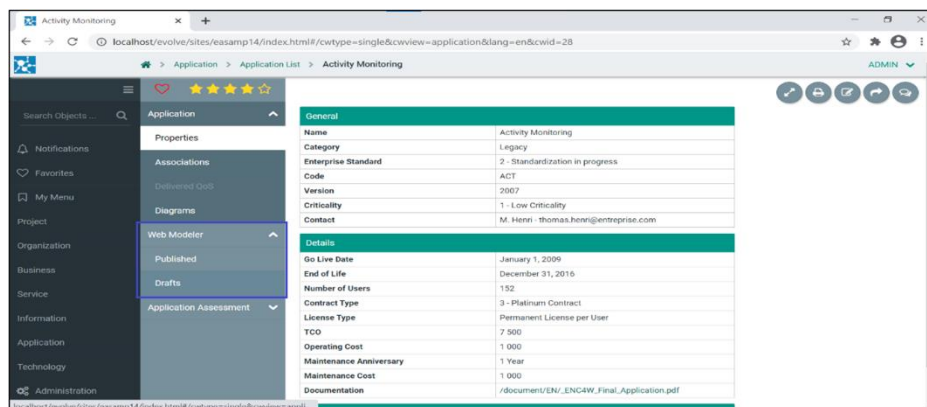 Activity Monitoring
localhost/evolve/sites/easamp14/index.html#/cwtype=single&cwview=application&lang=en&cwid=28
> Application > Application List > Activity Monitoring
ADMIN
Search Objects ...
Notifications
Favorites
My Menu
Project
Organization
Business
Service
Information
Application
Technology
Administration
Application
Properties
Associations
Delivered QoS
Diagrams
Web Modeler
Published
Drafts
Application Assessment
General
Name Activity Monitoring
Category Legacy
Enterprise Standard 2 - Standardization in progress
Code ACT
Version 2007
Criticality 1 - Low Criticality
Contact M. Henri - thomas.henri@entreprise.com
Details
Go Live Date January 1, 2009
End of Life December 31, 2016
Number of Users 152
Contract Type 3 - Platinum Contract
License Type Permanent License per User
TCO 7 500
Operating Cost 1 000
Maintenance Anniversary 1 Year
Maintenance Cost 1 000
Documentation /document/EN/_ENC4W_Final_Application.pdf